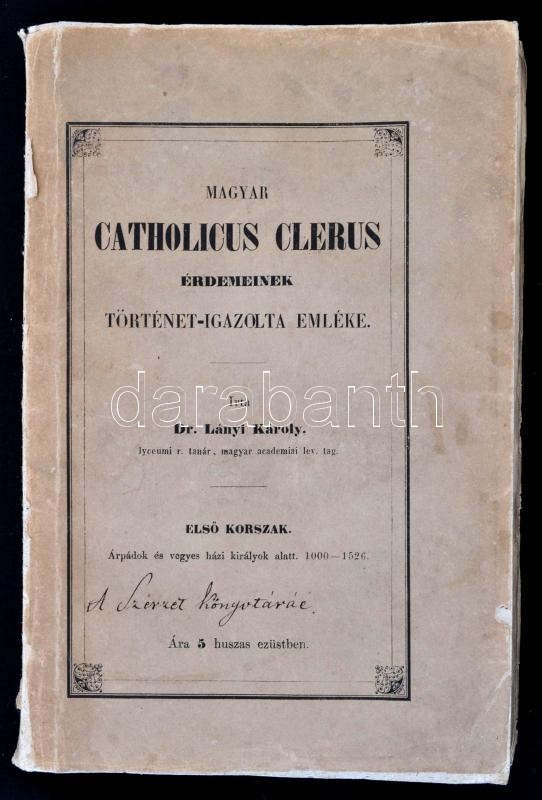 MAGYAR
CATHOLICUS CLERUS
ÉRDEMEINEK
TÖRTÉNET-IGAZOLTA EMLÉKE.
Irta
darabanth
Dr. Lányi Károly.
lyceumi r. tanár, magyar academiai lev. tag.
ELSŐ KORSZAK.
Árpádok és vegyes házi királyok alatt. 1000—1526.
A Szerzet könyvtáráé.
Ára 5 huszas ezüstben.